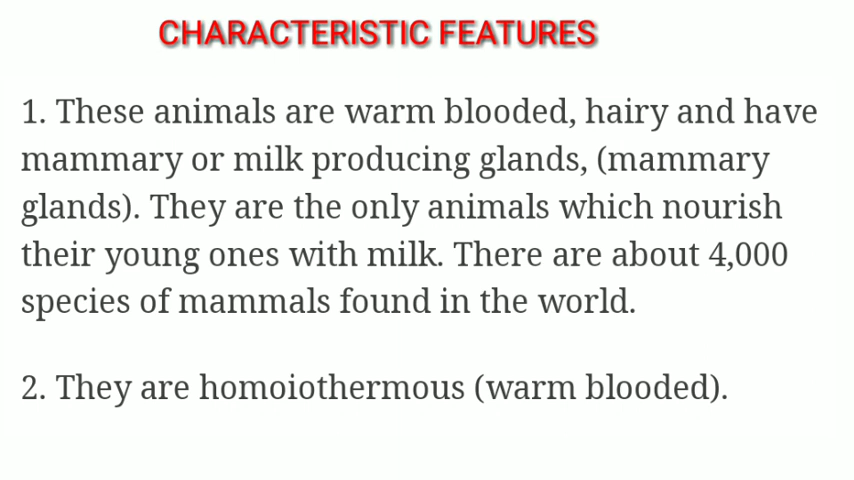 CHARACTERISTIC FEATURES
1. These animals are warm blooded, hairy and have
mammary or milk producing glands, (mammary
glands). They are the only animals which nourish
their young ones with milk. There are about 4,000
species of mammals found in the world.
2. They are homoiothermous (warm blooded).